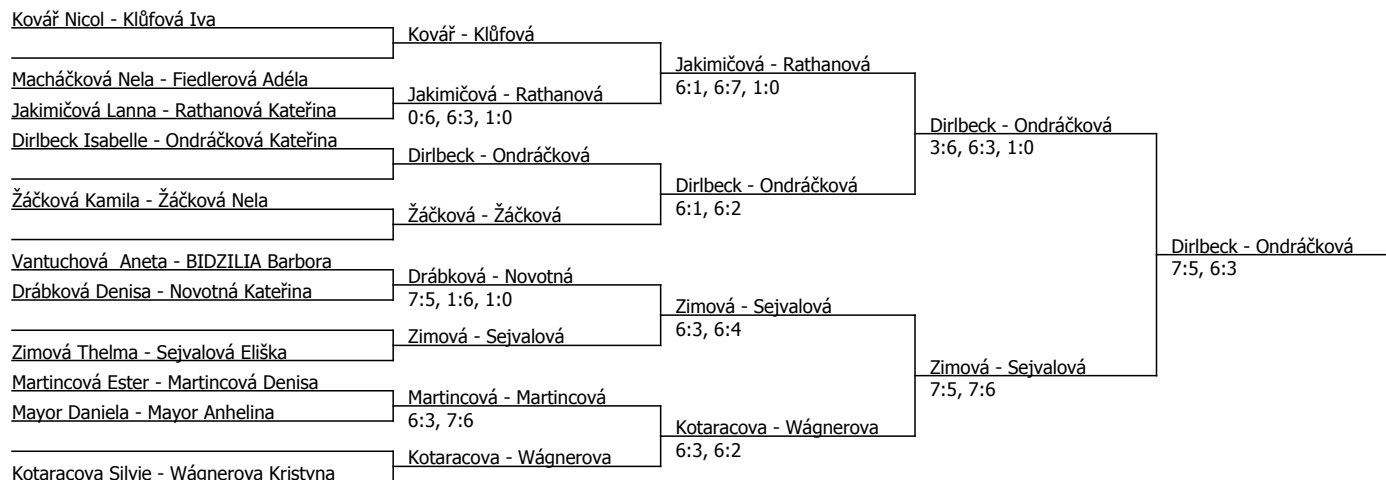 Kovář Nicol - Klůfová Iva
Macháčková Nela - Fiedlerová Adéla
Jakimičová Lanna - Rathanová Kateřina
Dirlbeck Isabelle - Ondráčková Kateřina
Žáčková Kamila - Žáčková Nela
Vantuchová  Aneta - BIDZILIA Barbora
Drábková Denisa - Novotná Kateřina
Zimová Thelma - Sejvalová Eliška
Martincová Ester - Martincová Denisa
Mayor Daniela - Mayor Anhelina
Kotaracova Silvie - Wágnerova Kristyna
Kovář - Klůfová
Jakimičová - Rathanová
0:6, 6:3, 1:0
Dirlbeck - Ondráčková
Žáčková - Žáčková
Drábková - Novotná
7:5, 1:6, 1:0
Zimová - Sejvalová
Martincová - Martincová
6:3, 7:6
Kotaracova - Wágnerova
Jakimičová - Rathanová
6:1, 6:7, 1:0
Dirlbeck - Ondráčková
6:1, 6:2
Zimová - Sejvalová
6:3, 6:4
Kotaracova - Wágnerova
6:3, 6:2
Dirlbeck - Ondráčková
3:6, 6:3, 1:0
Zimová - Sejvalová
7:5, 7:6
Dirlbeck - Ondráčková
7:5, 6:3